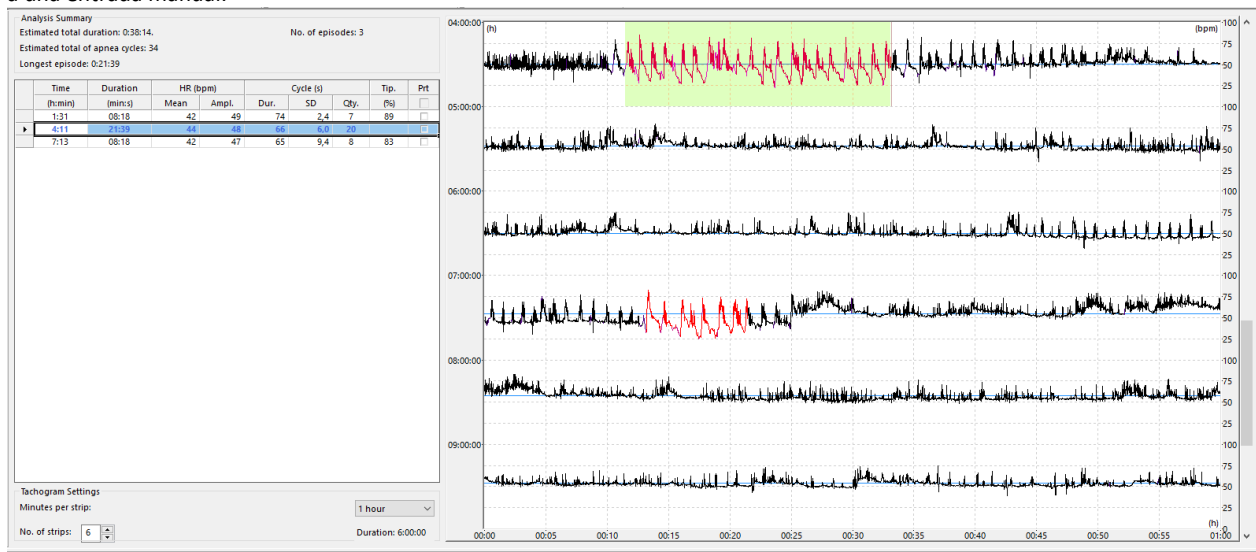 a una entrada manual.
Analysis Summary
Estimated total duration: 0:38:14. No. of episodes: 3
Estimated total of apnea cycles: 34
Longest episode: 0:21:39
Time Duration HR (bpm) Cycle (s) Tip. Prt
(h:min) (min:s) Mean Ampl. Dur. SD Qty. (%)
1:31 08:18 42 49 74 2,4 7 89
4:11 21:39 44 48 66 6,0 20
7:13 08:18 42 47 65 9,4 8 83
Tachogram Settings
Minutes per strip: 1 hour
No. of strips: 6 Duration: 6:00:00
04:00:00 (h) (bpm) 100
75
50
25
05:00:00 100
75
50
25
06:00:00 100
75
50
25
07:00:00 100
75
50
25
08:00:00 100
75
50
25
09:00:00 100
75
50
25
(h) 0
00:00 00:05 00:10 00:15 00:20 00:25 00:30 00:35 00:40 00:45 00:50 00:55 01:00